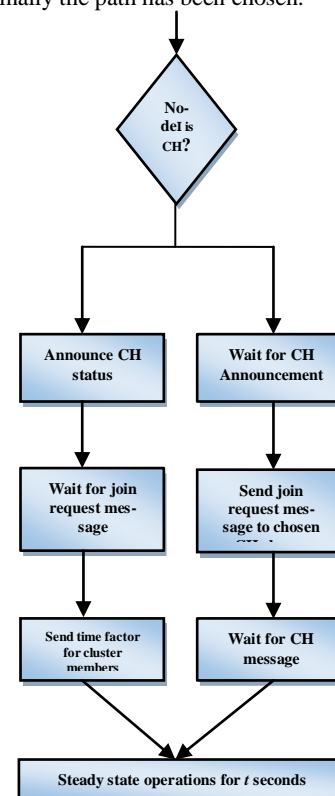 finally the path has been chosen.
No-
deI is
CH?
Announce CH
status
Wait for CH
Announcement
Wait for join
request mes-
sage
Send join
request mes-
sage to chosen
Send time factor
for cluster
members
Wait for CH
message
Steady state operations for t seconds